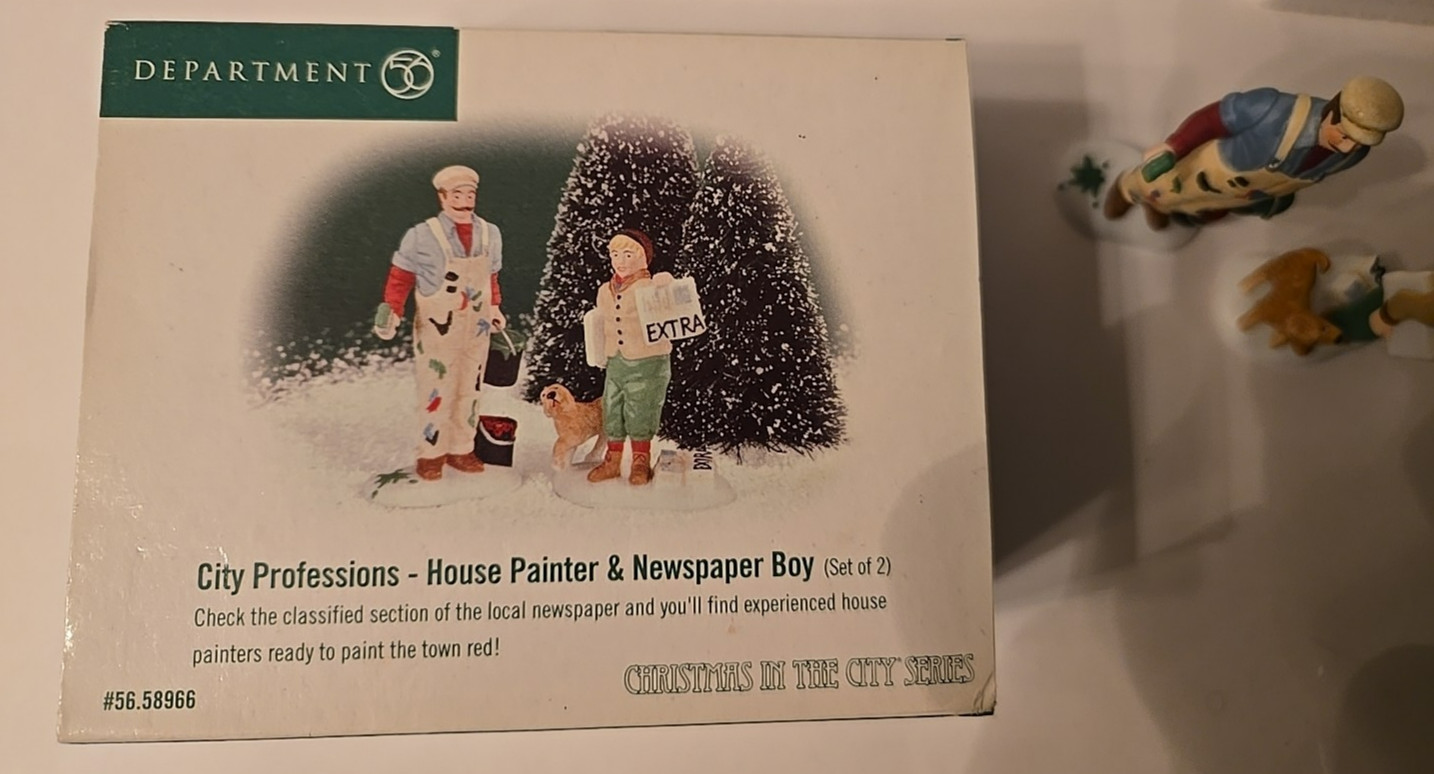 DEPARTMENT 56®
EXTRA
City Professions - House Painter & Newspaper Boy (Set of 2)
Check the classified section of the local newspaper and you'll find experienced house
painters ready to paint the town red!
CHRISTMAS IN THE CITY SERIES
#56.58966